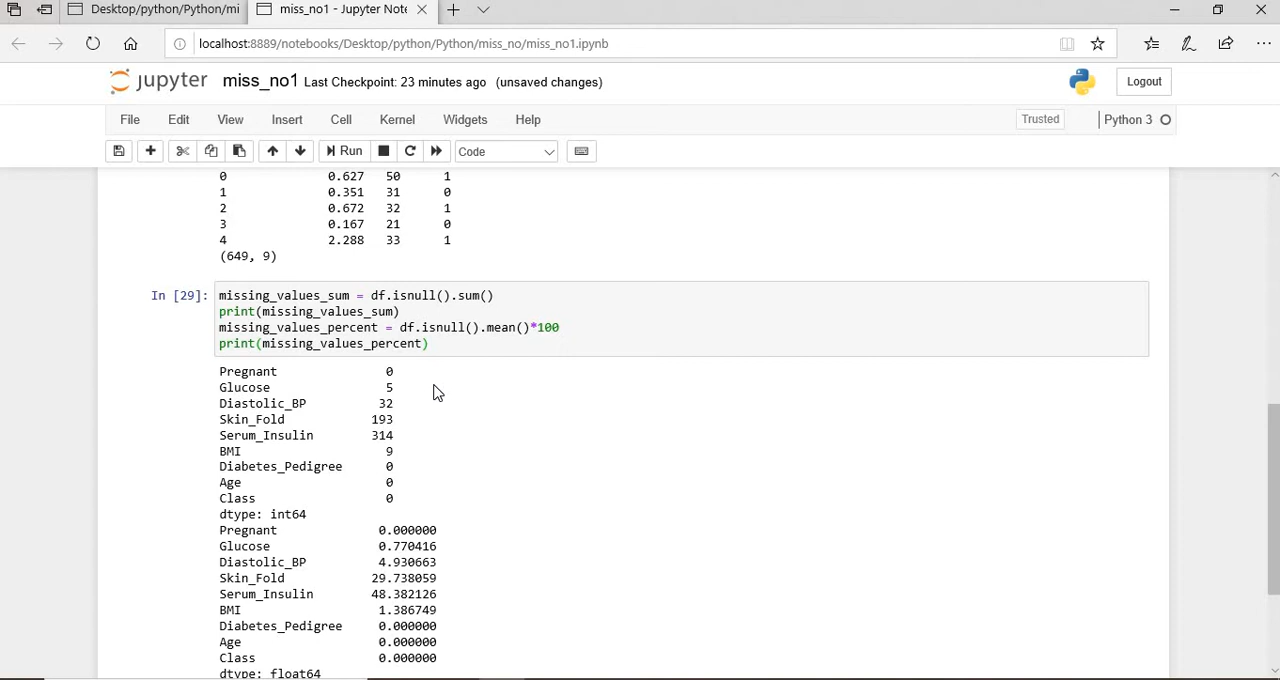 Desktop/python/Python/mi
miss_no1 - Jupyter Note
localhost:8889/notebooks/Desktop/python/Python/miss_no/miss_no1.ipynb
jupyter miss_no1 Last Checkpoint: 23 minutes ago (unsaved changes) Logout
File Edit View Insert Cell Kernel Widgets Help Trusted Python 3
Run Code
0 0.627 50 1
1 0.351 31 0
2 0.672 32 1
3 0.167 21 0
4 2.288 33 1
(649, 9)
In [29]: missing_values_sum = df.isnull().sum()
print(missing_values_sum)
missing_values_percent = df.isnull().mean()*100
print(missing_values_percent)
Pregnant 0
Glucose 5
Diastolic_BP 32
Skin_Fold 193
Serum_Insulin 314
BMI 9
Diabetes_Pedigree 0
Age 0
Class 0
dtype: int64
Pregnant 0.000000
Glucose 0.770416
Diastolic_BP 4.930663
Skin_Fold 29.738059
Serum_Insulin 48.382126
BMI 1.386749
Diabetes_Pedigree 0.000000
Age 0.000000
Class 0.000000
dtype: float64